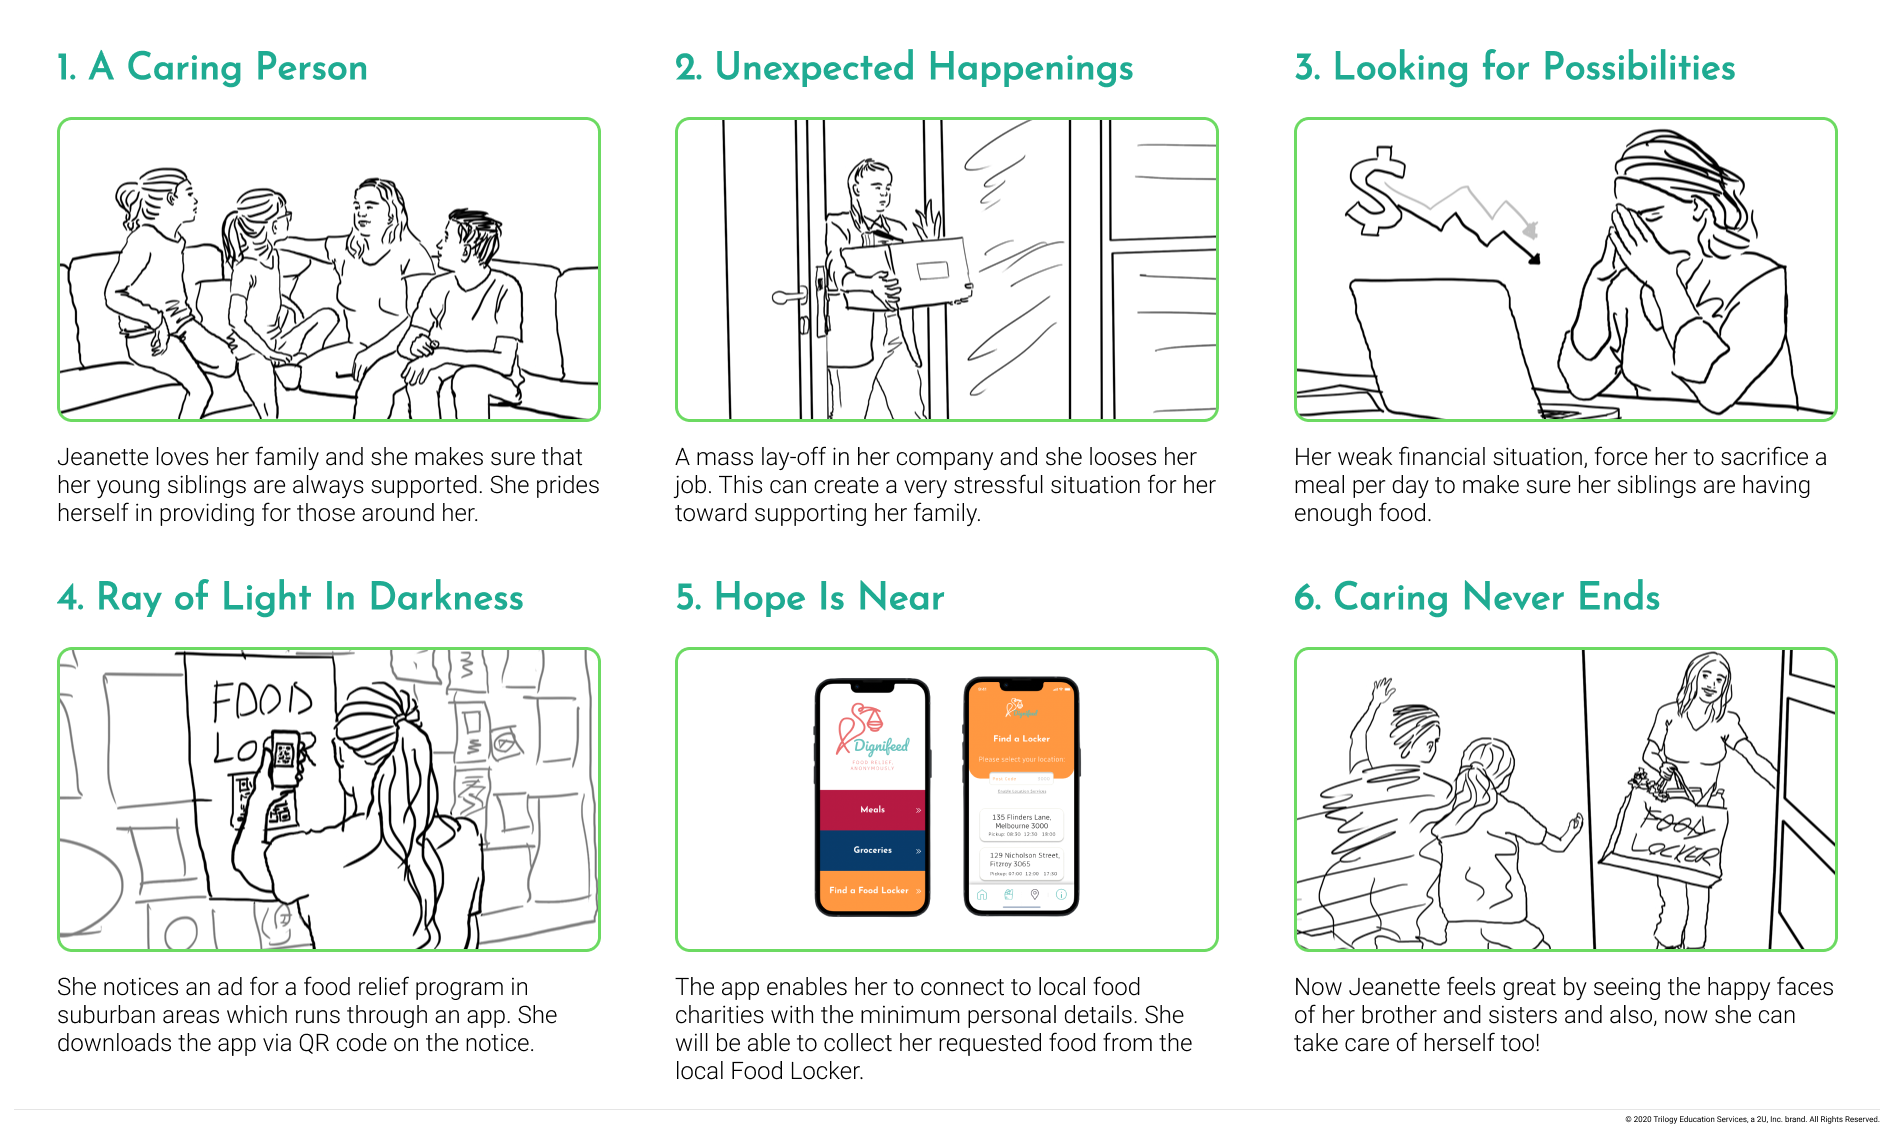 1. A Caring Person
Jeanette loves her family and she makes sure that
her young siblings are always supported. She prides
herself in providing for those around her.
2. Unexpected Happenings
A mass lay-off in her company and she looses her
job. This can create a very stressful situation for her
toward supporting her family.
3. Looking for Possibilities
$
Her weak financial situation, force her to sacrifice a
meal per day to make sure her siblings are having
enough food.
4. Ray of Light In Darkness
FOOD
LO R
She notices an ad for a food relief program in
suburban areas which runs through an app. She
downloads the app via QR code on the notice.
5. Hope Is Near
Dignifeed
FOOD RELIEF,
ANONYMOUSLY
Meals »
Groceries »
Find a Food Locker »
Dignifeed
Find a Locker
Please select your location:
Post Code
135 Flinders Lane,
Melbourne 3000
Pickup: 08:30 12:30 18:00
129 Nicholson Street,
Fitzroy 3065
Pickup: 07:00 12:00 17:30
The app enables her to connect to local food
charities with the minimum personal details. She
will be able to collect her requested food from the
local Food Locker.
6. Caring Never Ends
FOOD
LOCKER
Now Jeanette feels great by seeing the happy faces
of her brother and sisters and also, now she can
take care of herself too!
© 2020 Trilogy Education Services, a 2U, Inc. brand. All Rights Reserved.